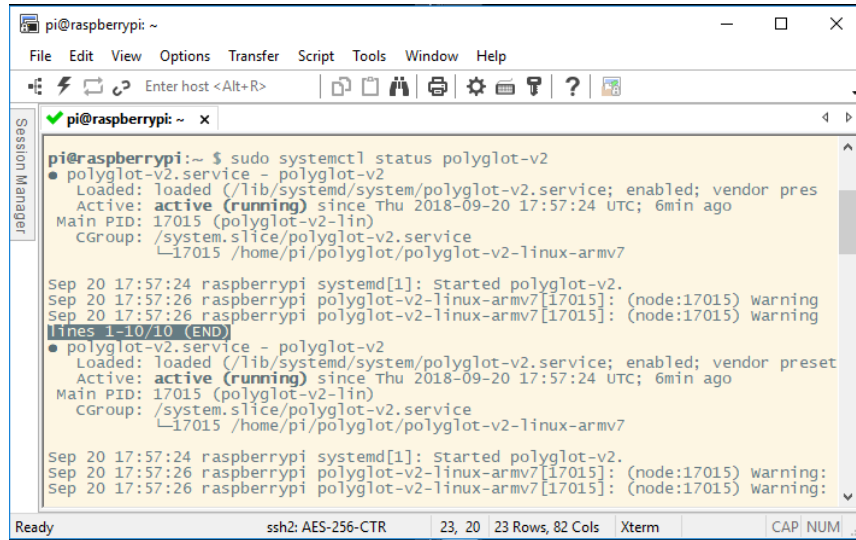 pi@raspberrypi: ~
File Edit View Options Transfer Script Tools Window Help
Enter host <Alt+R>
Session Manager
pi@raspberrypi: ~ x
pi@raspberrypi:~ $ sudo systemctl status polyglot-v2
● polyglot-v2.service - polyglot-v2
   Loaded: loaded (/lib/systemd/system/polyglot-v2.service; enabled; vendor pres
   Active: active (running) since Thu 2018-09-20 17:57:24 UTC; 6min ago
 Main PID: 17015 (polyglot-v2-lin)
   CGroup: /system.slice/polyglot-v2.service
           └─17015 /home/pi/polyglot/polyglot-v2-linux-armv7
Sep 20 17:57:24 raspberrypi systemd[1]: Started polyglot-v2.
Sep 20 17:57:26 raspberrypi polyglot-v2-linux-armv7[17015]: (node:17015) Warning
Sep 20 17:57:26 raspberrypi polyglot-v2-linux-armv7[17015]: (node:17015) Warning
lines 1-10/10 (END)
● polyglot-v2.service - polyglot-v2
   Loaded: loaded (/lib/systemd/system/polyglot-v2.service; enabled; vendor preset
   Active: active (running) since Thu 2018-09-20 17:57:24 UTC; 6min ago
 Main PID: 17015 (polyglot-v2-lin)
   CGroup: /system.slice/polyglot-v2.service
           └─17015 /home/pi/polyglot/polyglot-v2-linux-armv7
Sep 20 17:57:24 raspberrypi systemd[1]: Started polyglot-v2.
Sep 20 17:57:26 raspberrypi polyglot-v2-linux-armv7[17015]: (node:17015) Warning:
Sep 20 17:57:26 raspberrypi polyglot-v2-linux-armv7[17015]: (node:17015) Warning:
Ready ssh2: AES-256-CTR 23, 20 23 Rows, 82 Cols Xterm CAP NUM